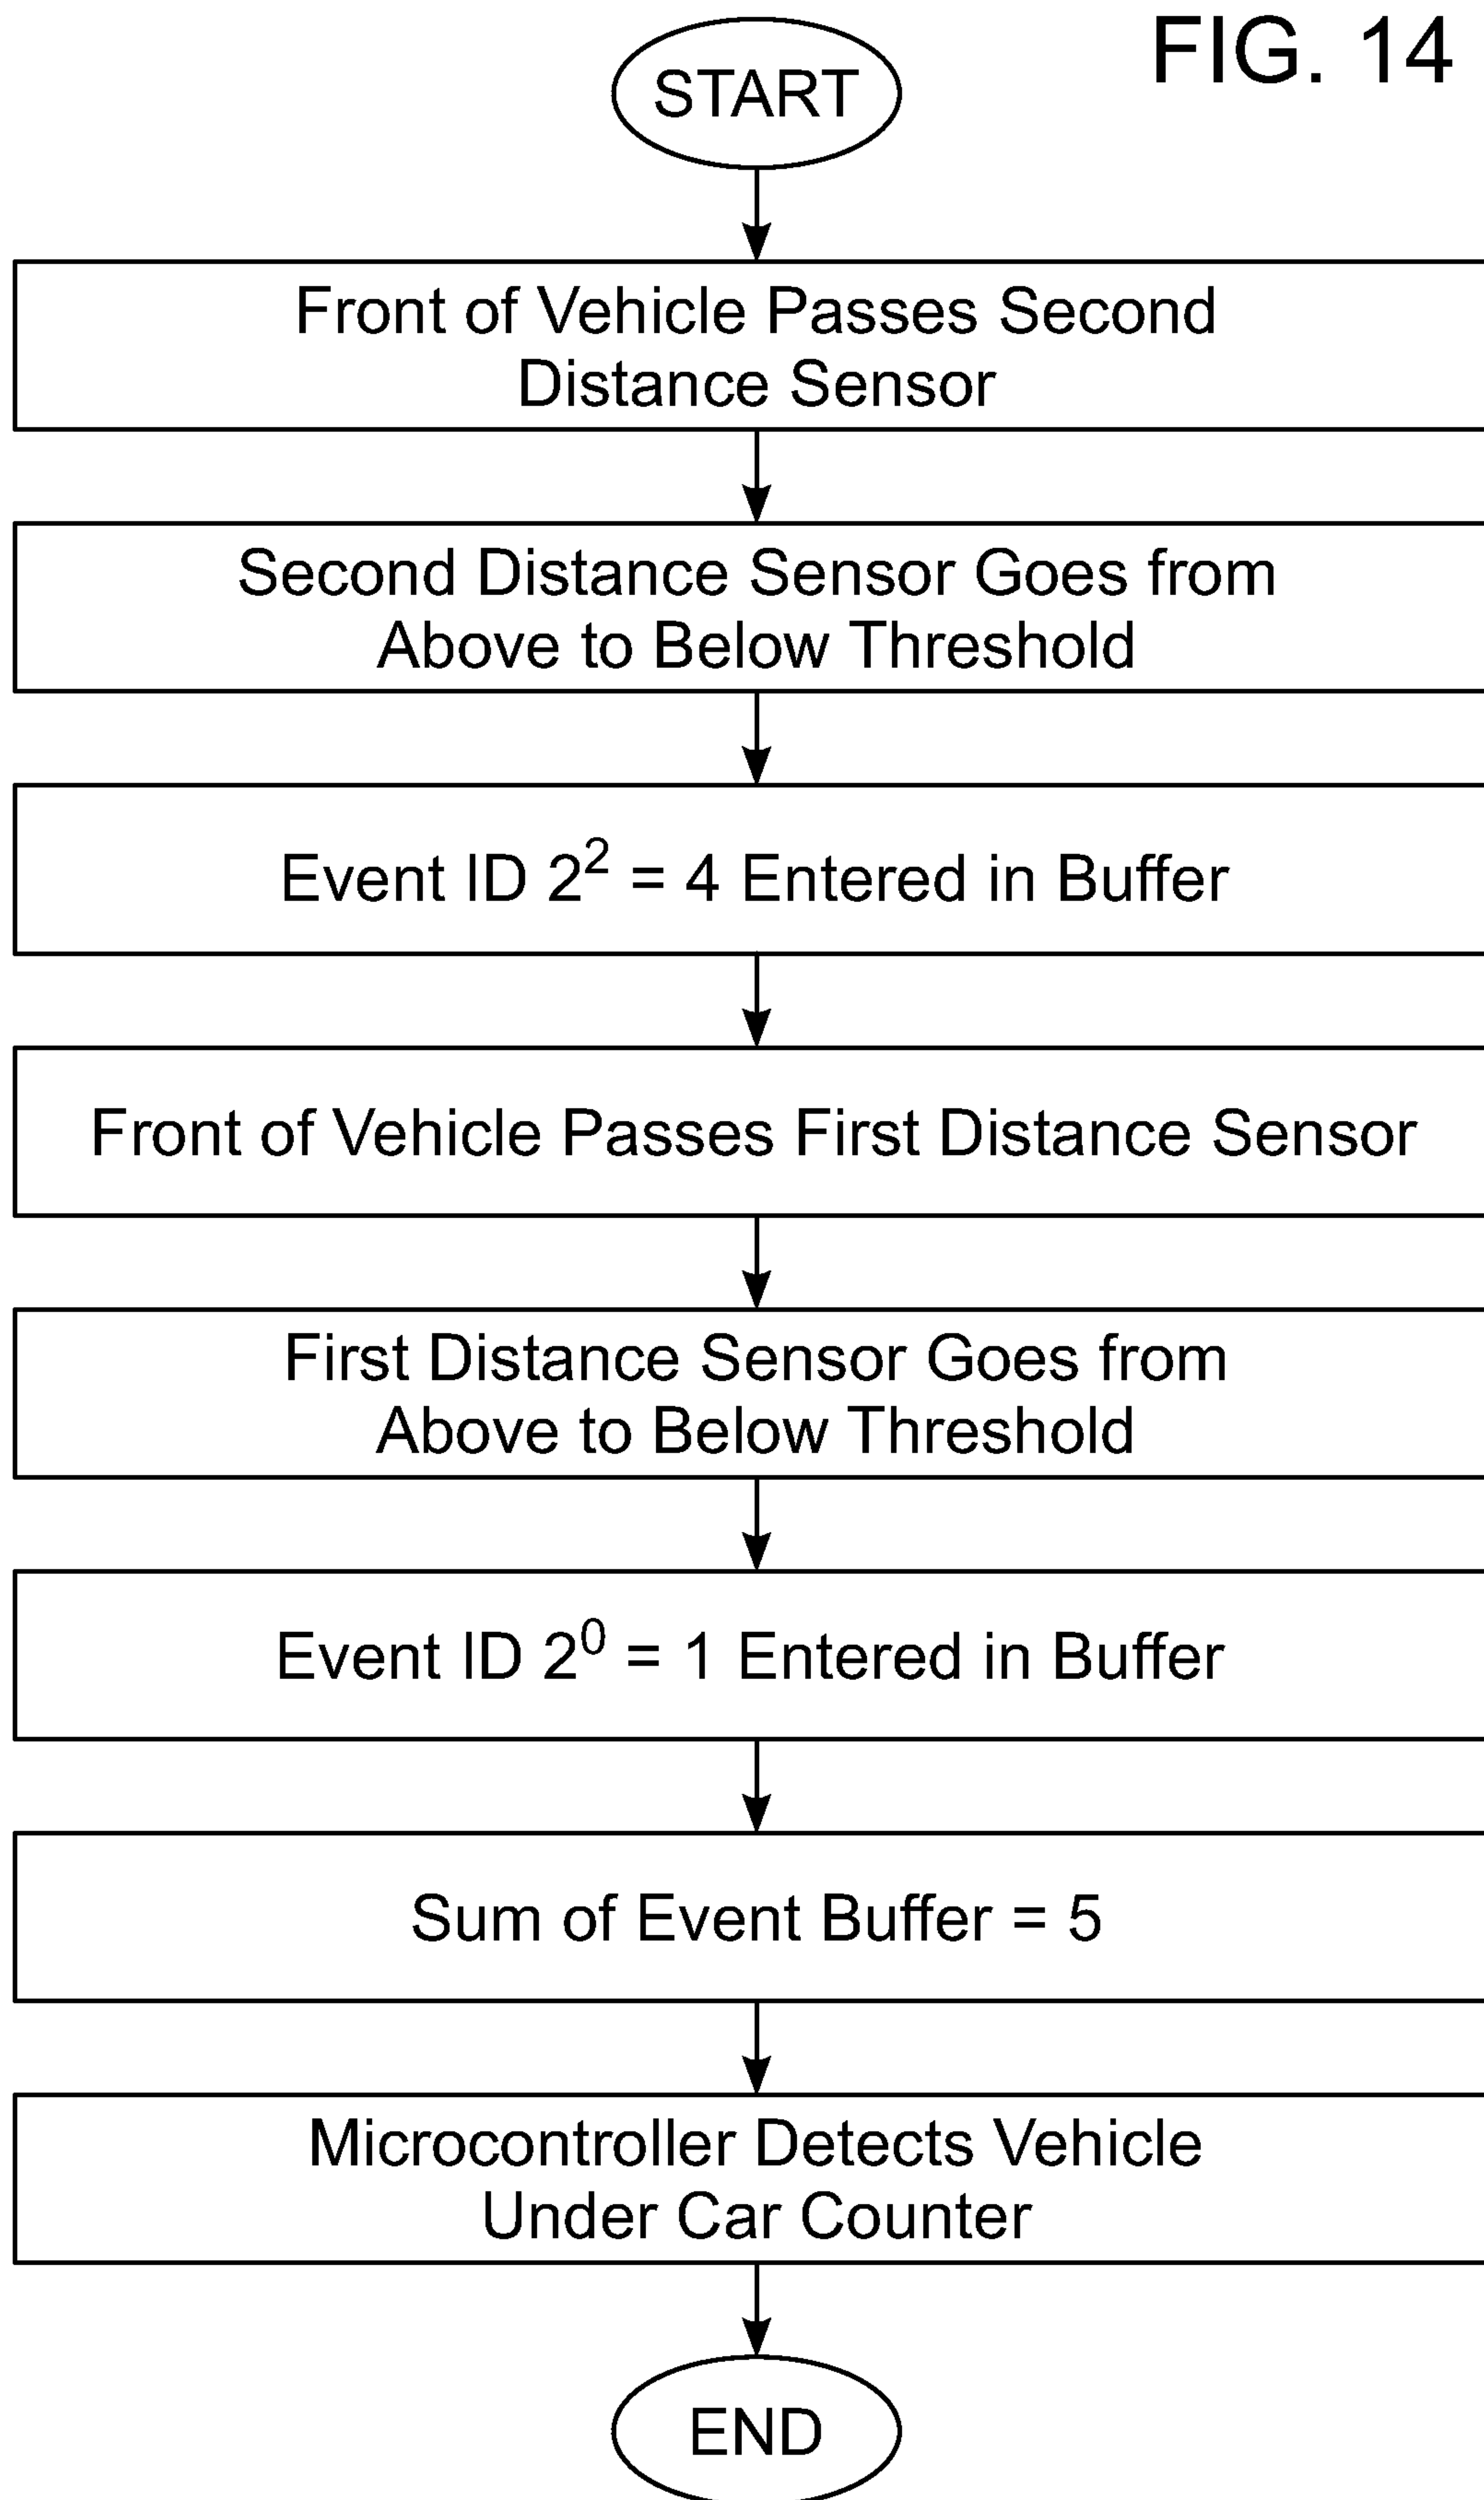 FIG. 14
START
Front of Vehicle Passes Second
Distance Sensor
Second Distance Sensor Goes from
Above to Below Threshold
Event ID 2² = 4 Entered in Buffer
Front of Vehicle Passes First Distance Sensor
First Distance Sensor Goes from
Above to Below Threshold
Event ID 2⁰ = 1 Entered in Buffer
Sum of Event Buffer = 5
Microcontroller Detects Vehicle
Under Car Counter
END